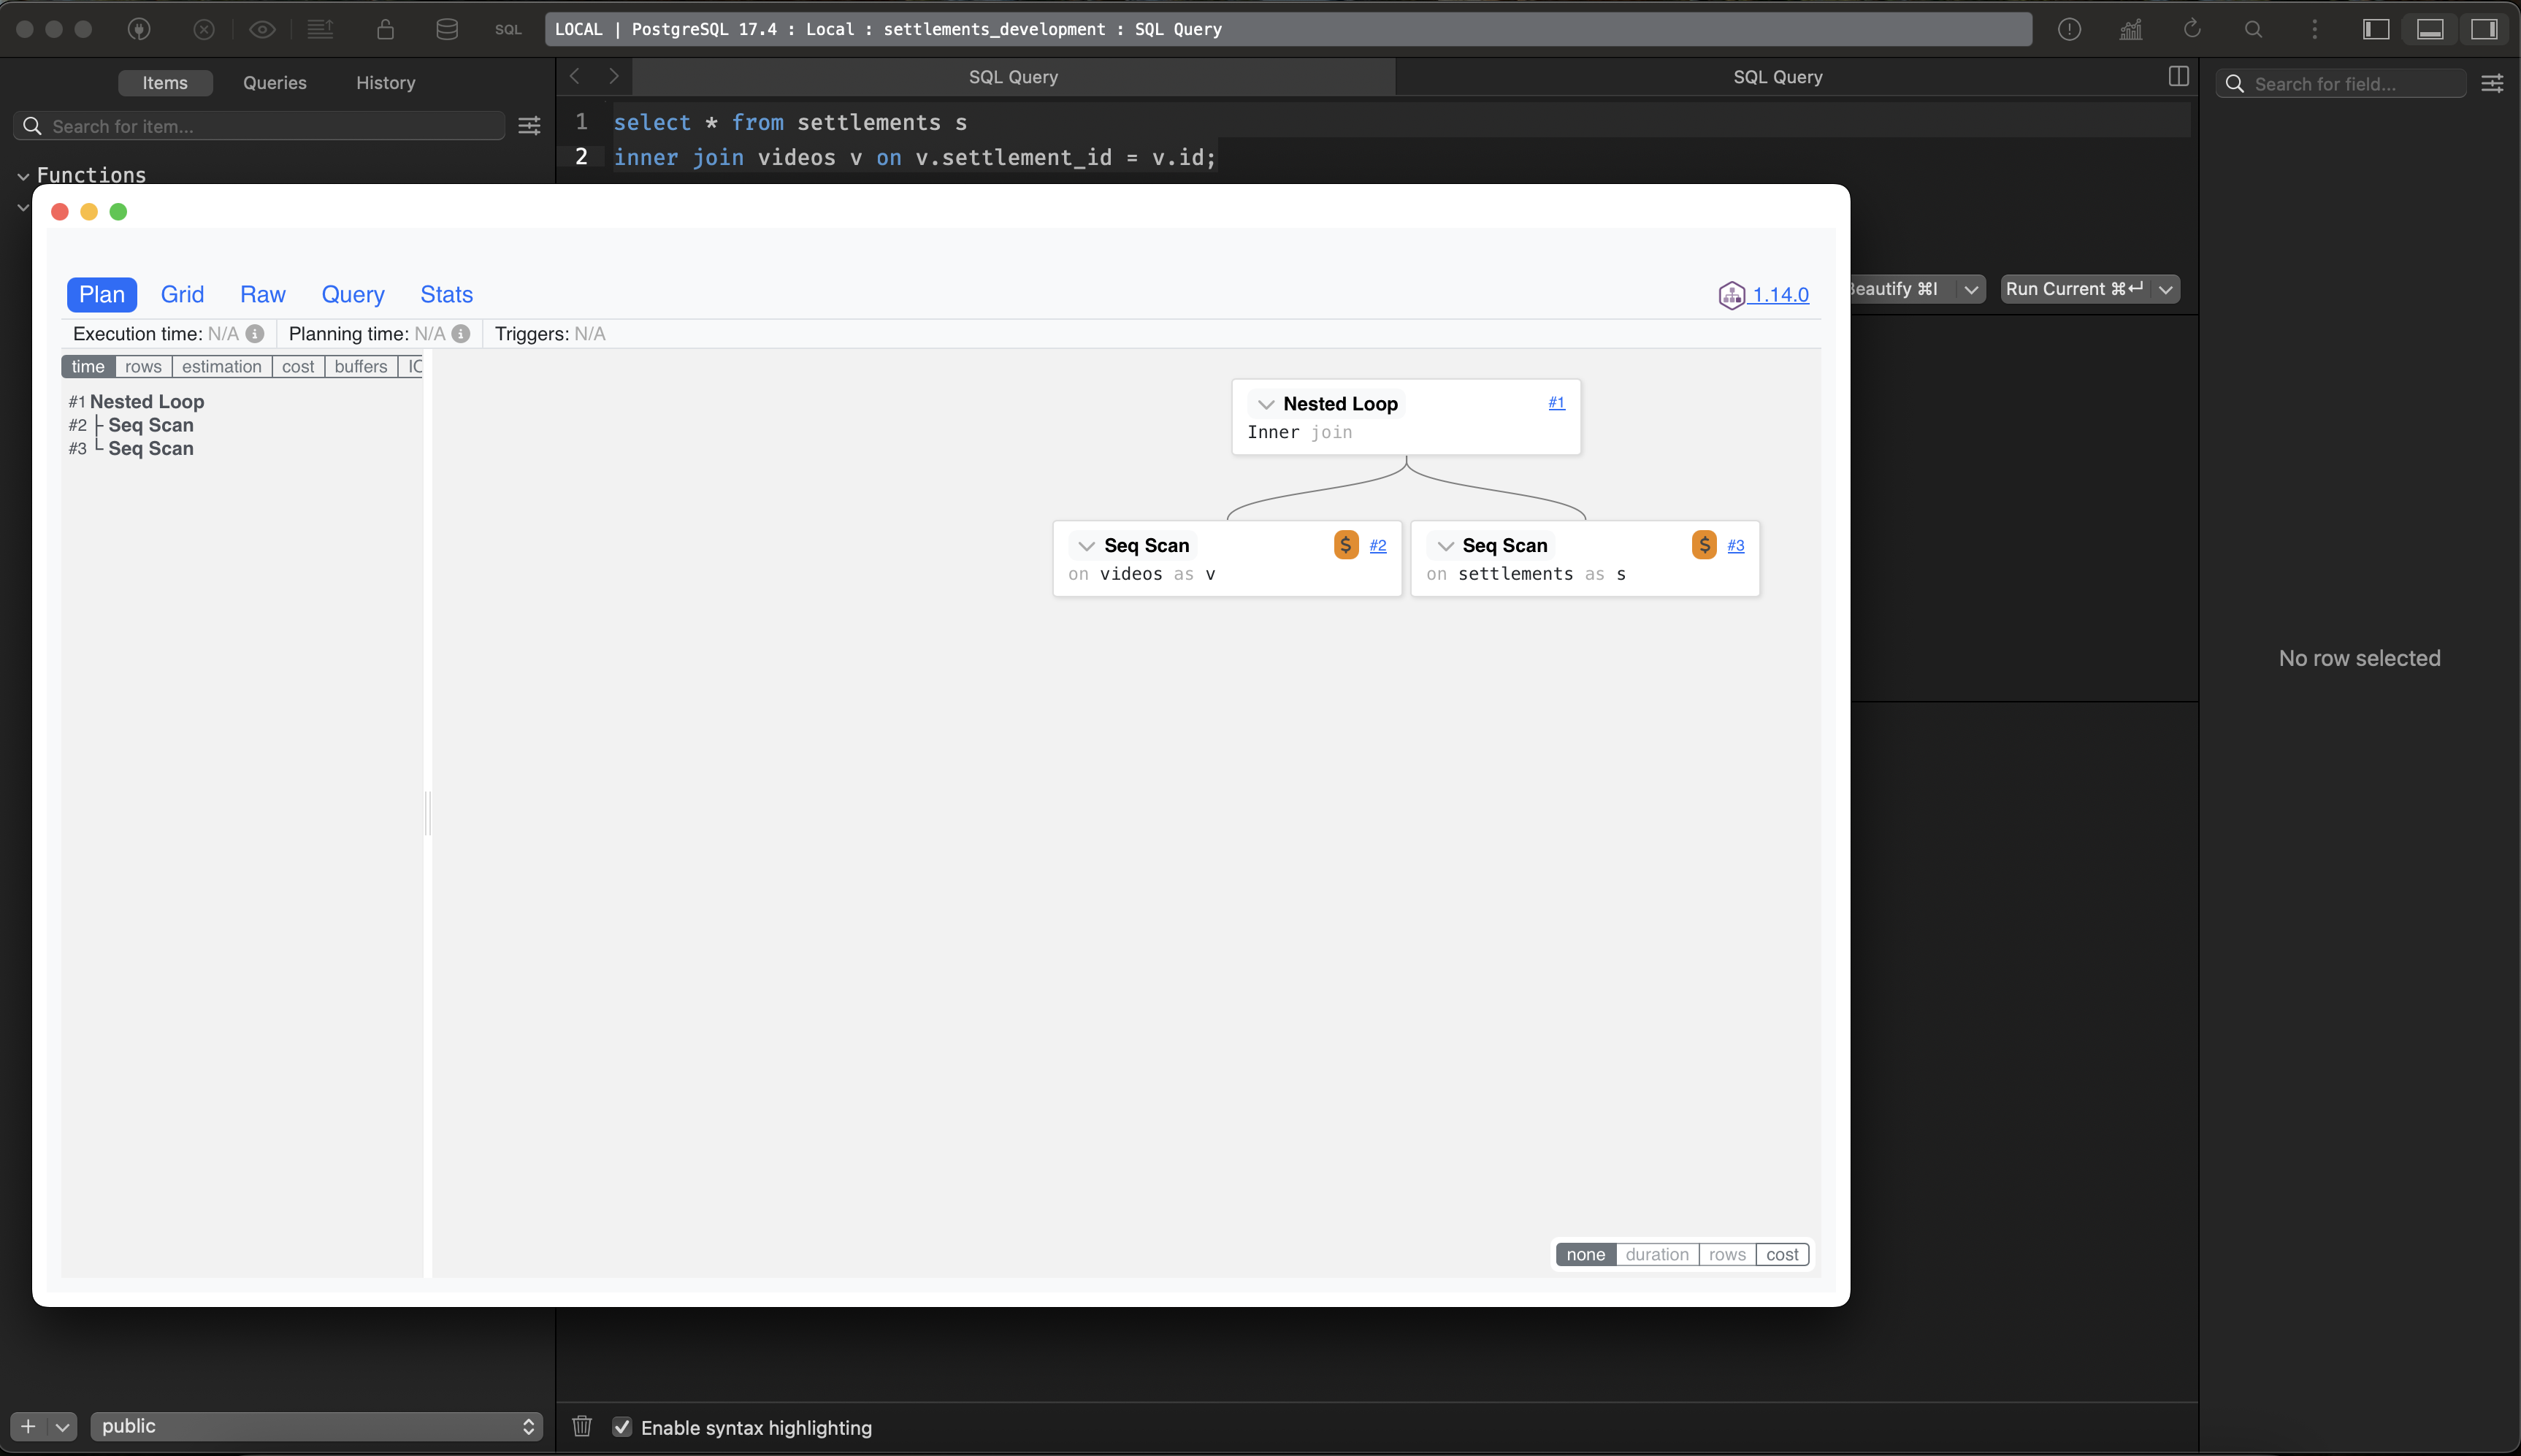 SQL
LOCAL | PostgreSQL 17.4 : Local : settlements_development : SQL Query
Items
Queries
History
SQL Query
SQL Query
Search for field...
Search for item...
1 select * from settlements s
2 inner join videos v on v.settlement_id = v.id;
Functions
Plan
Grid
Raw
Query
Stats
1.14.0
Beautify ⌘I
Run Current ⌘↵
Execution time: N/A
Planning time: N/A
Triggers: N/A
time
rows
estimation
cost
buffers
#1 Nested Loop
#2 Seq Scan
#3 Seq Scan
Nested Loop #1
Inner join
Seq Scan $ #2
on videos as v
Seq Scan $ #3
on settlements as s
No row selected
none
duration
rows
cost
public
Enable syntax highlighting